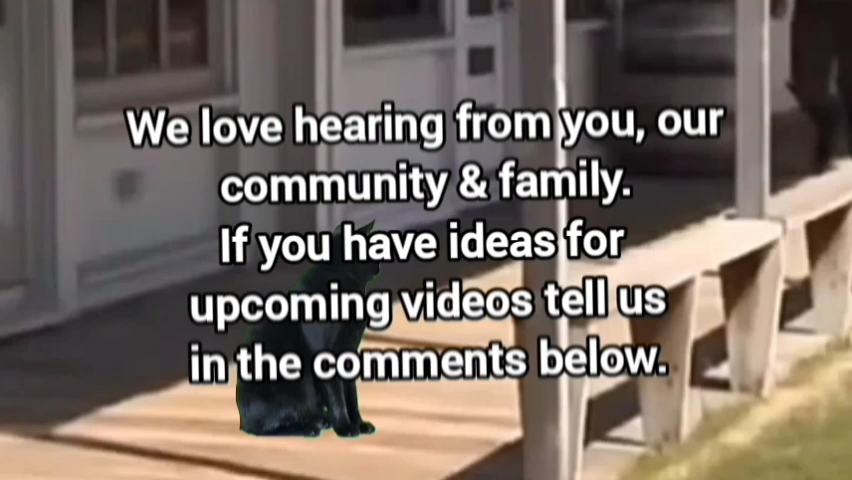 We love hearing from you, our
community & family.
If you have ideas for
upcoming videos tell us
in the comments below.